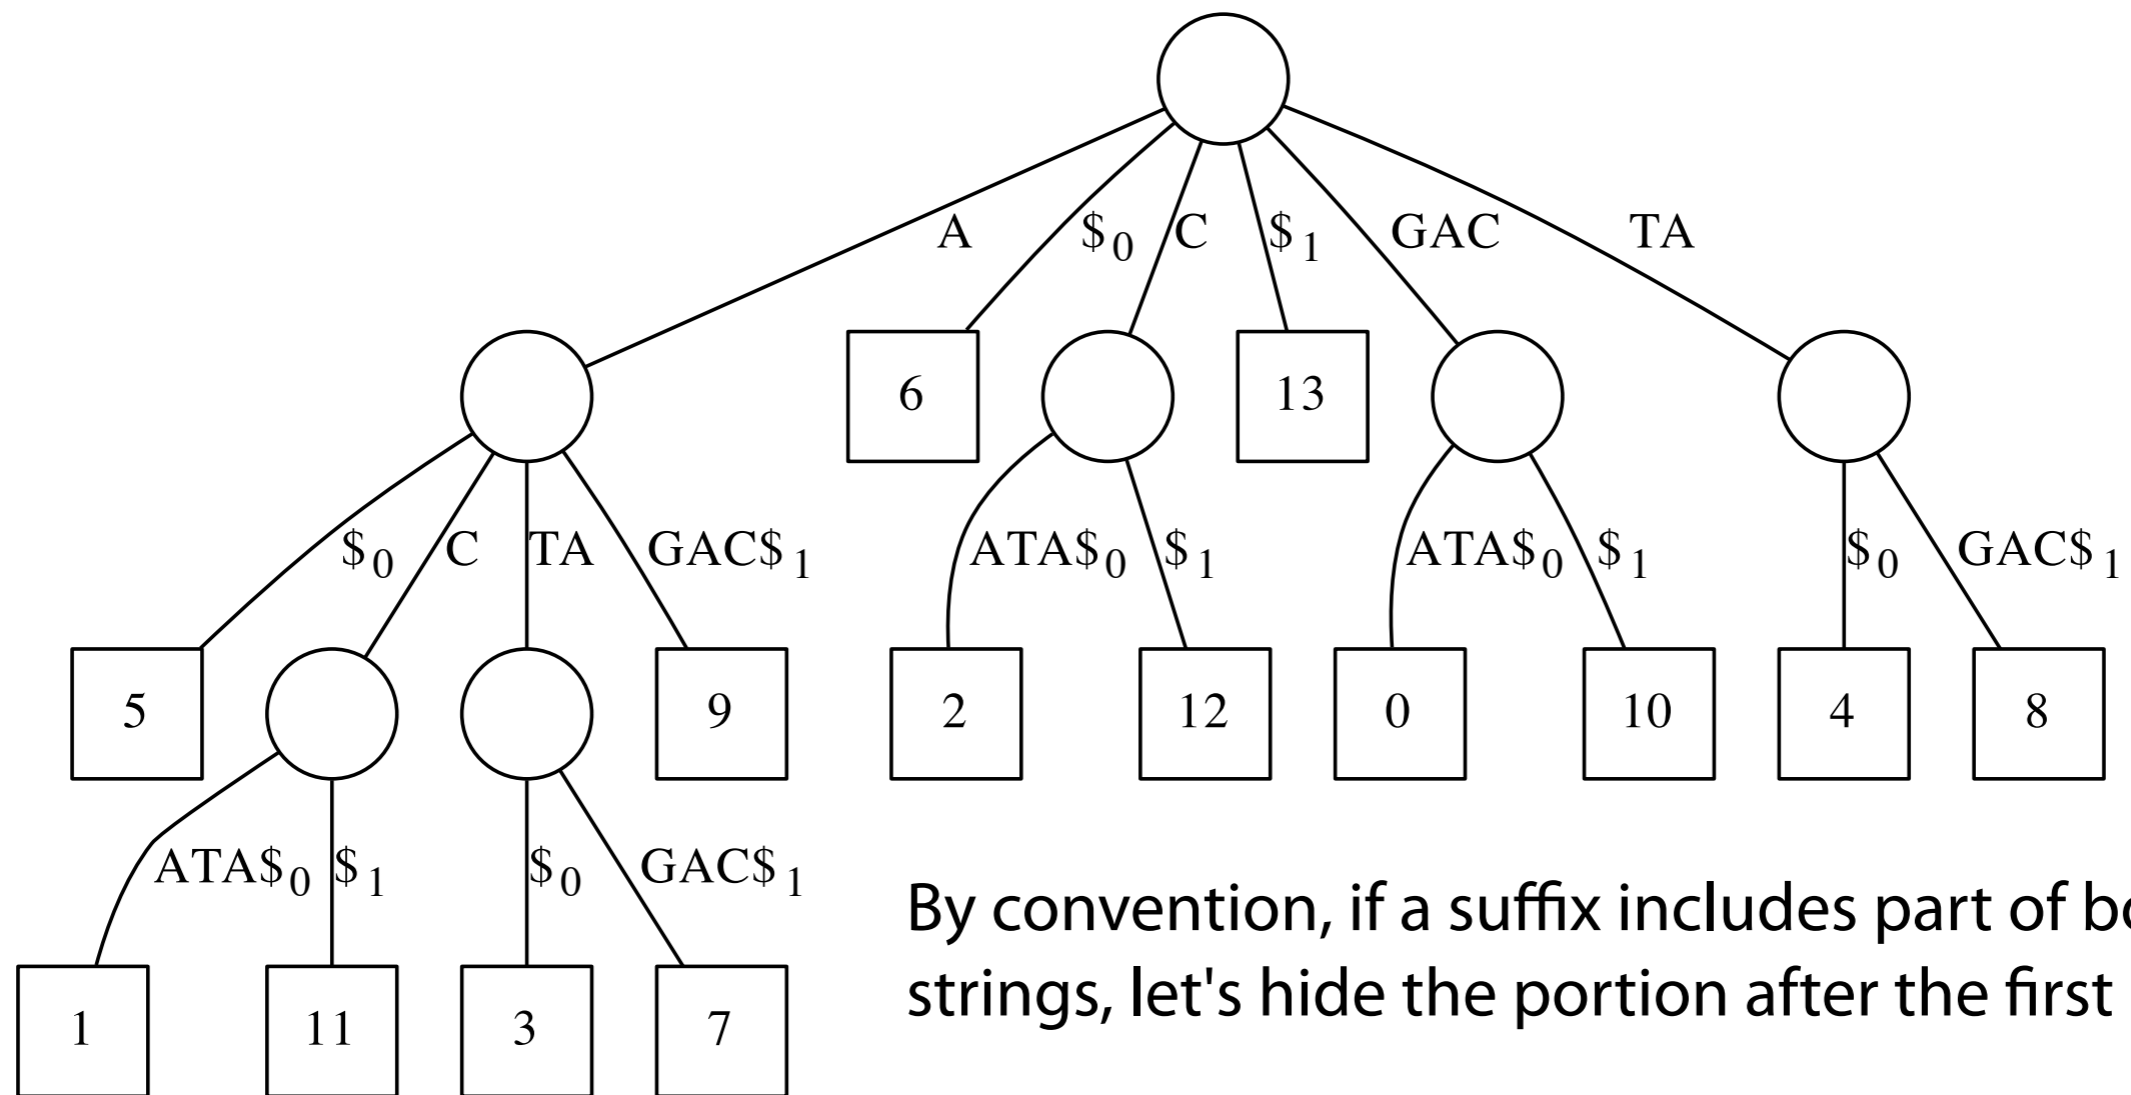 A $0 C $1 GAC TA
6 13
$0 C TA GAC$1 ATA$0 $1 ATA$0 $1 $0 GAC$1
5 9 2 12 0 10 4 8
ATA$0 $1 $0 GAC$1
By convention, if a suffix includes part of
strings, let's hide the portion after the first
1 11 3 7